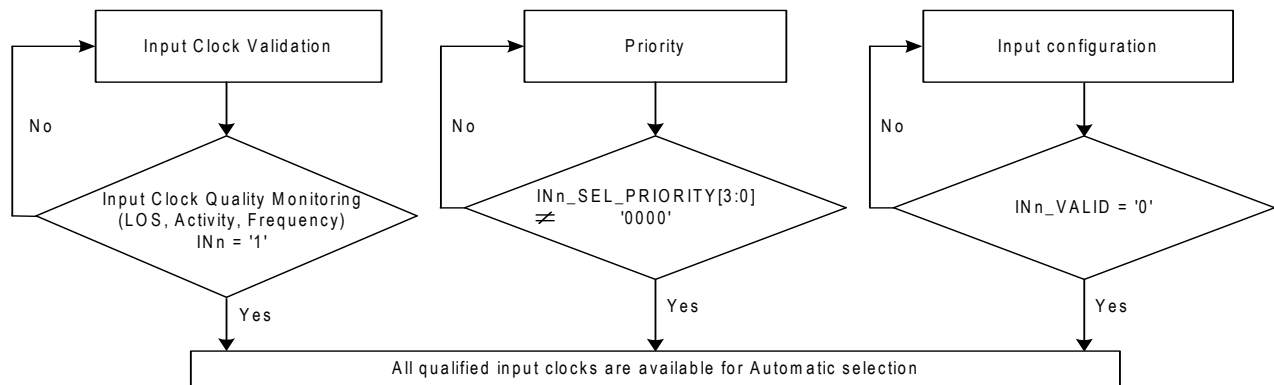 Input Clock Validation
Priority
Input configuration
No
No
No
Input Clock Quality Monitoring
(LOS, Activity, Frequency)
INn = '1'
INn_SEL_PRIORITY[3:0]
≠ '0000'
INn_VALID = '0'
Yes
Yes
Yes
All qualified input clocks are available for Automatic selection